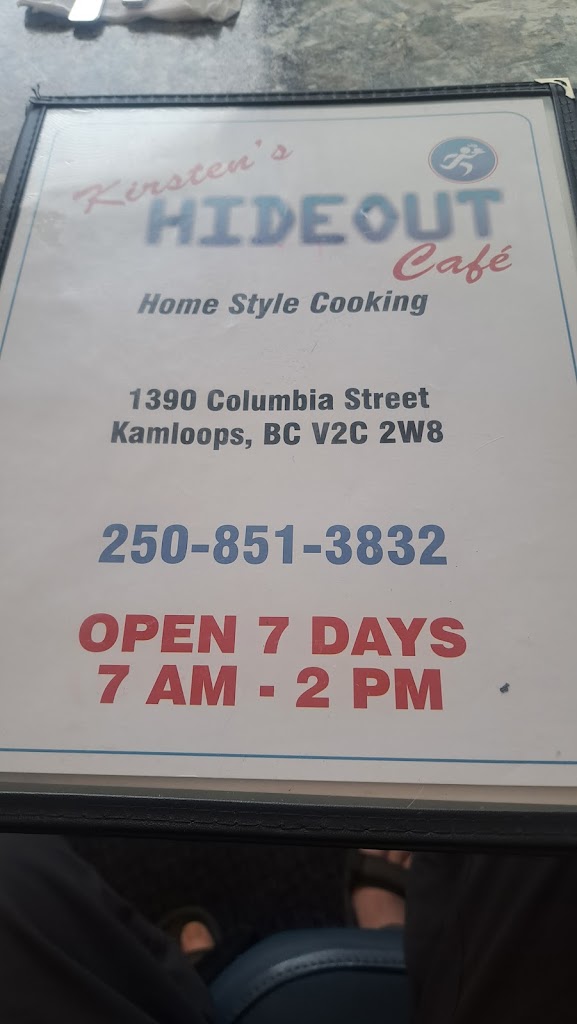 Kirsten's
HIDEOUT
Café
Home Style Cooking
1390 Columbia Street
Kamloops, BC V2C 2W8
250-851-3832
OPEN 7 DAYS
7 AM - 2 PM